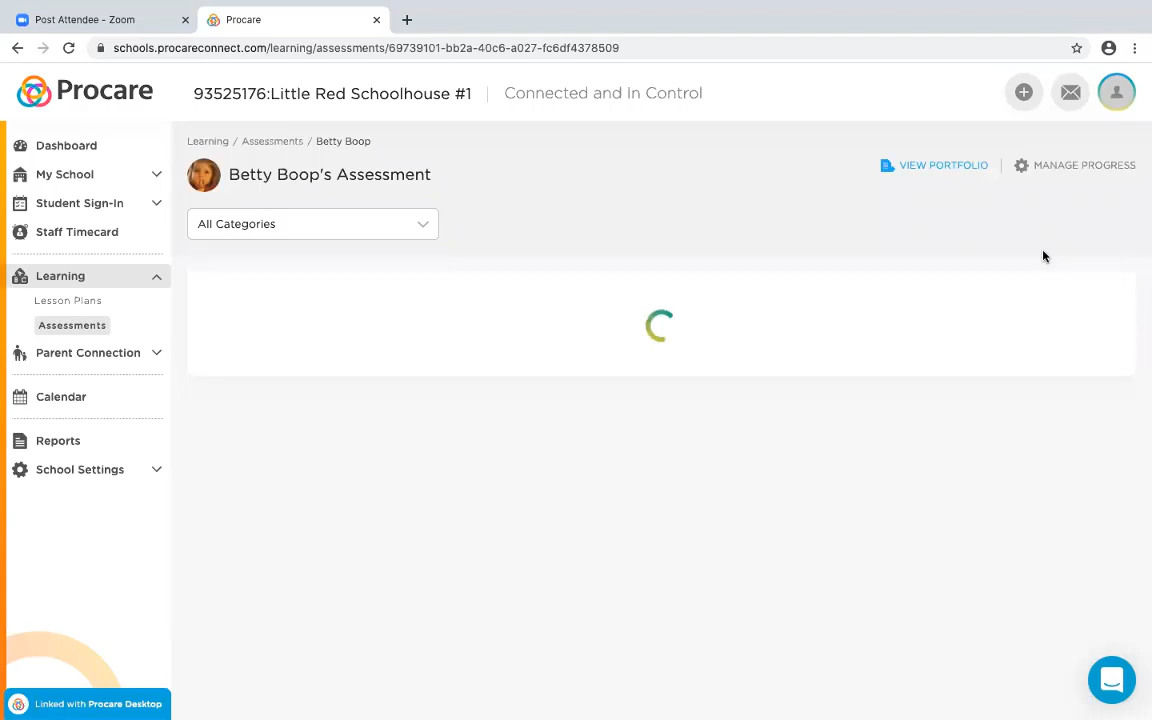 Post Attendee - Zoom
Procare
schools.procareconnect.com/learning/assessments/69739101-bb2a-40c6-a027-fc6df4378509
Procare
93525176:Little Red Schoolhouse #1
Connected and In Control
Dashboard
My School
Student Sign-In
Staff Timecard
Learning
Lesson Plans
Assessments
Parent Connection
Calendar
Reports
School Settings
Linked with Procare Desktop
Learning / Assessments / Betty Boop
Betty Boop's Assessment
VIEW PORTFOLIO
MANAGE PROGRESS
All Categories